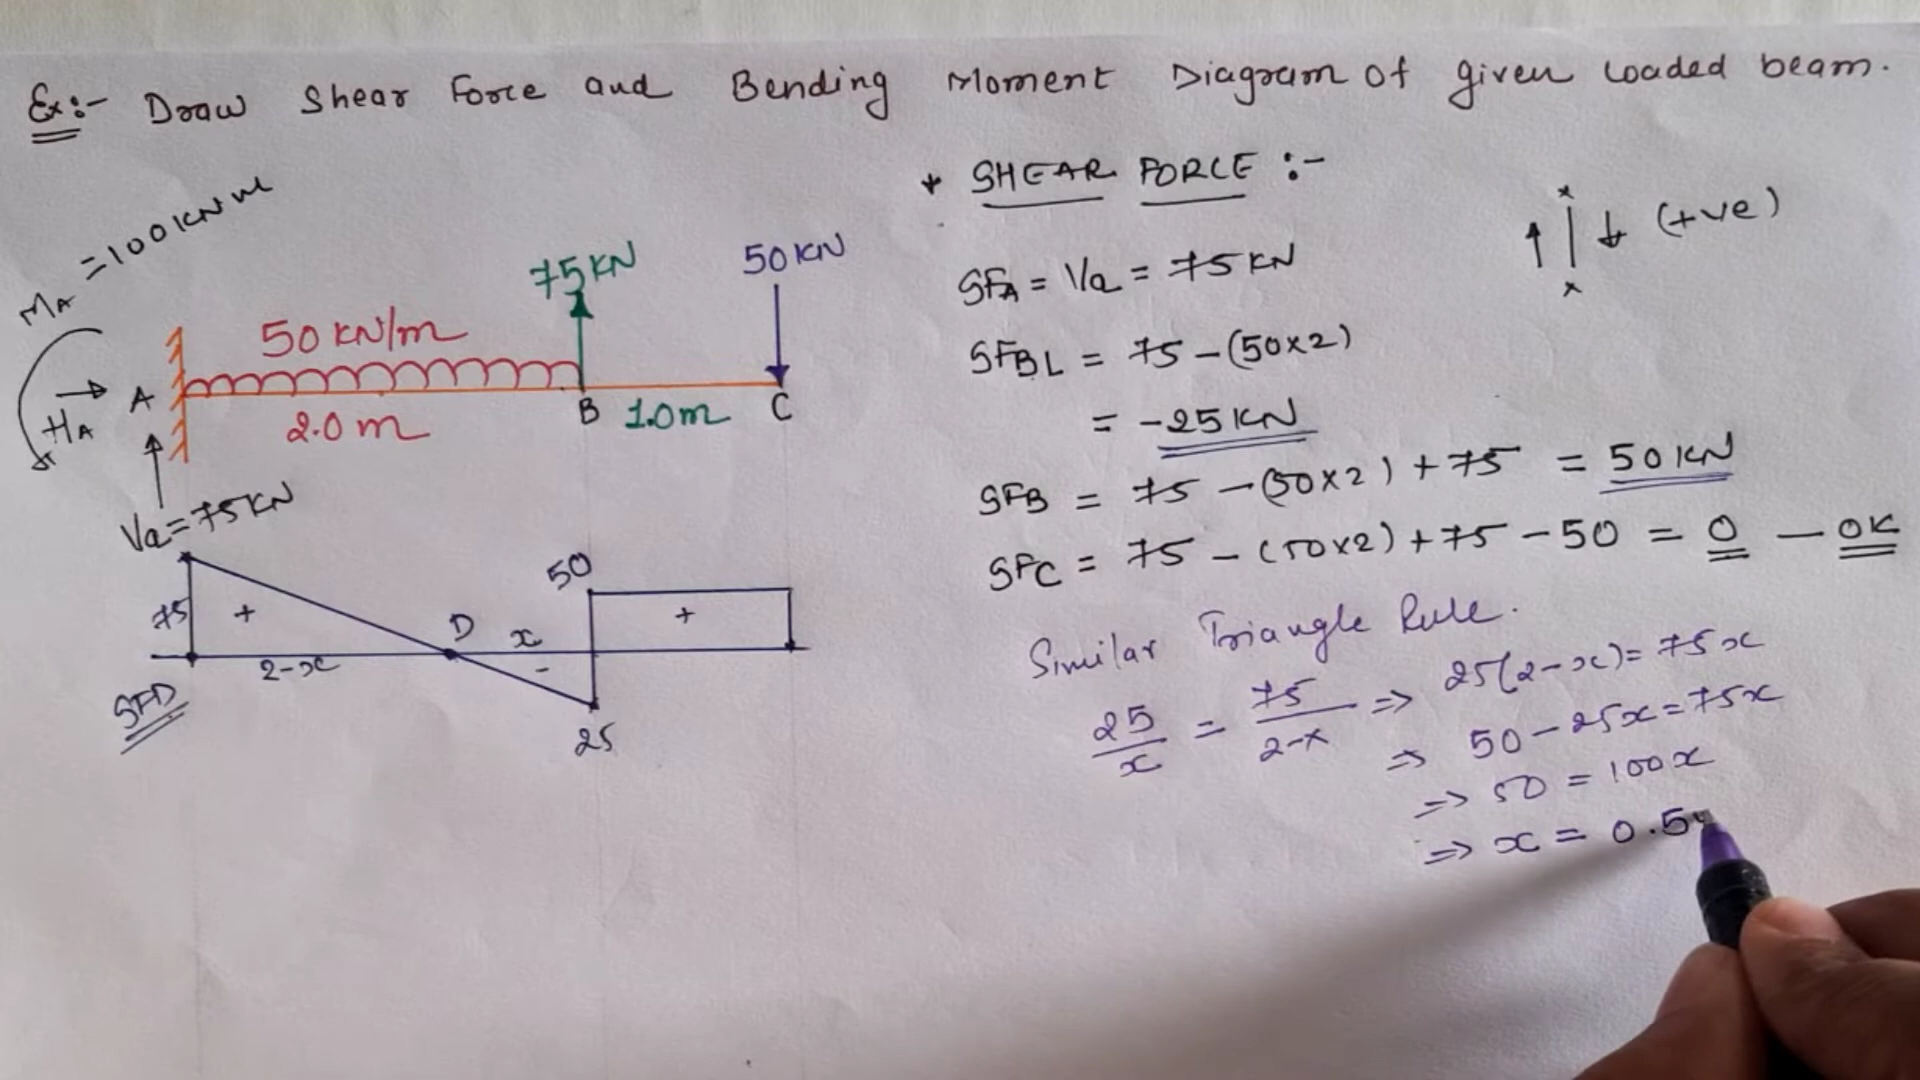 Ex:- Draw Shear Force and Bending Moment Diagram of given loaded beam.
* SHEAR FORCE :-
MA = 100 KNm
75 KN
50 KN
50 KN/m
HA
A
2.0 m
B
1.0m
C
Va = 75 KN
(+ve)
SFA = Va = 75 KN
SFBL = 75 - (50×2)
= -25 KN
SFB = 75 - (50×2) + 75 = 50 KN
SFC = 75 - (50×2) + 75 - 50 = 0 - OK
75
+
2-x
D
x
-
50
+
25
SFD
Similar Triangle Rule.
25/x = 75/2-x => 25(2-x) = 75x
=> 50 - 25x = 75x
=> 50 = 100x
=> x = 0.5